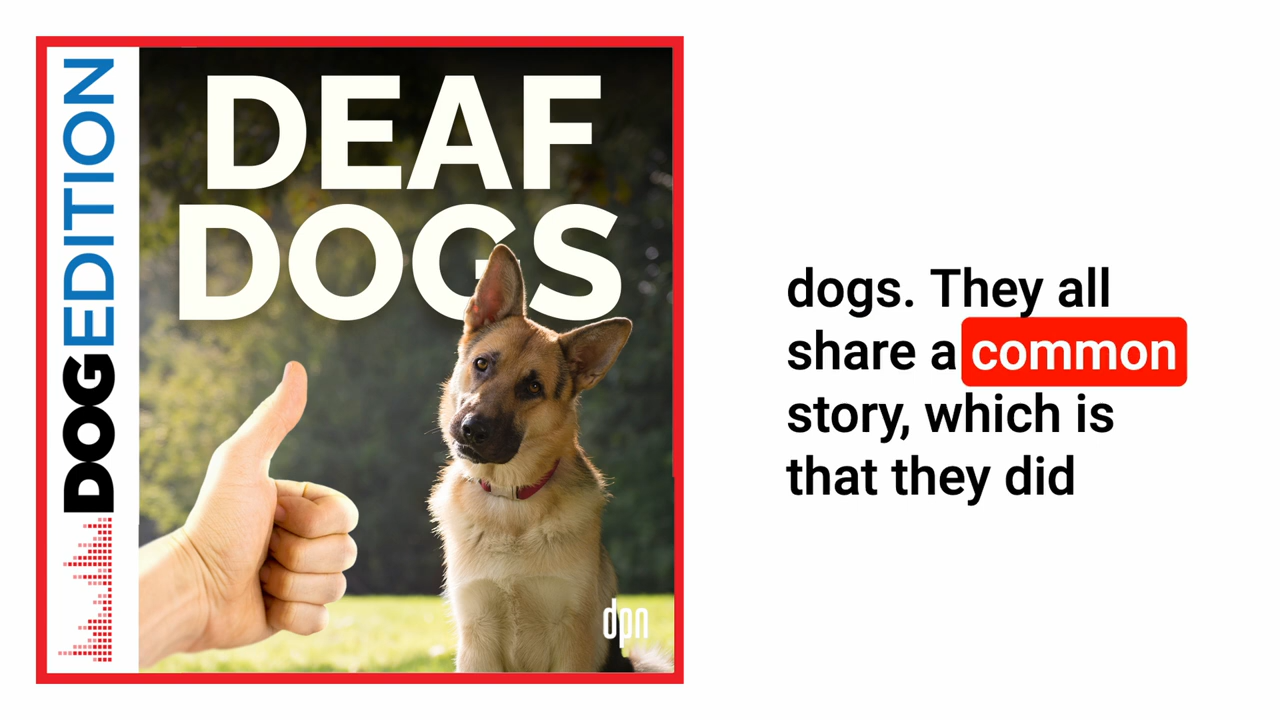 DOGEDITION
DEAF
DOGS
dpn
dogs. They all
share a common
story, which is
that they did